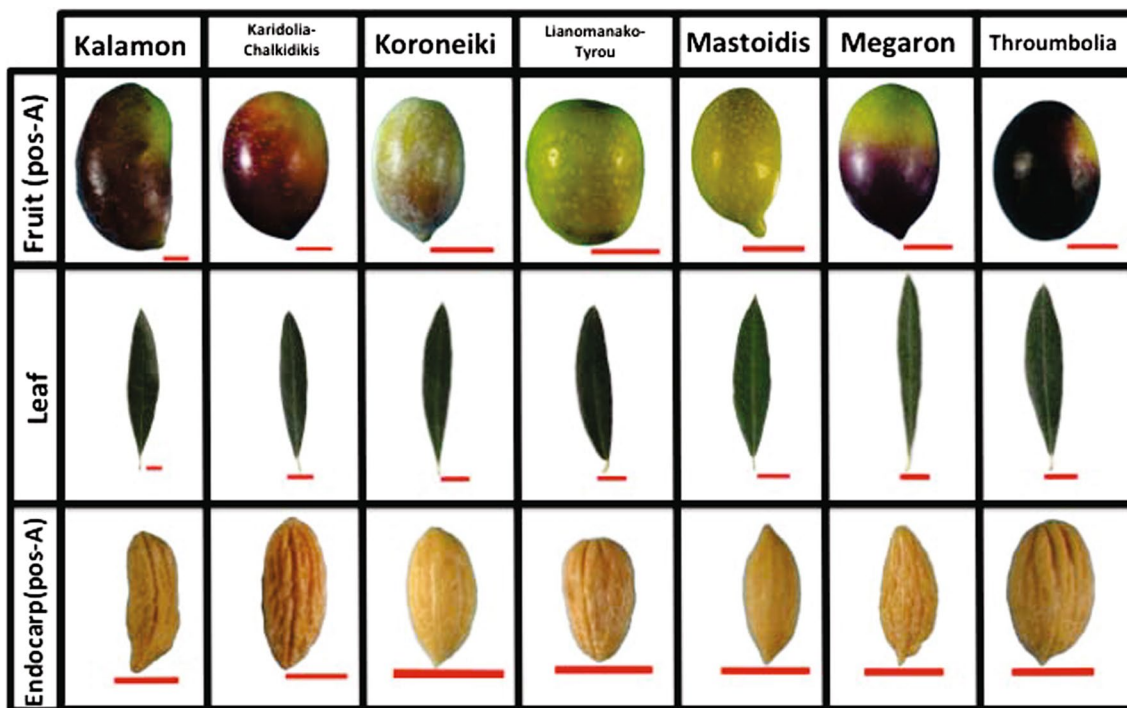 Kalamon
Karidolia-
Chalkidikis
Koroneiki
Lianomanako-
Tyrou
Mastoidis
Megaron
Throumbolia
Fruit (pos-A)
Leaf
Endocarp(pos-A)